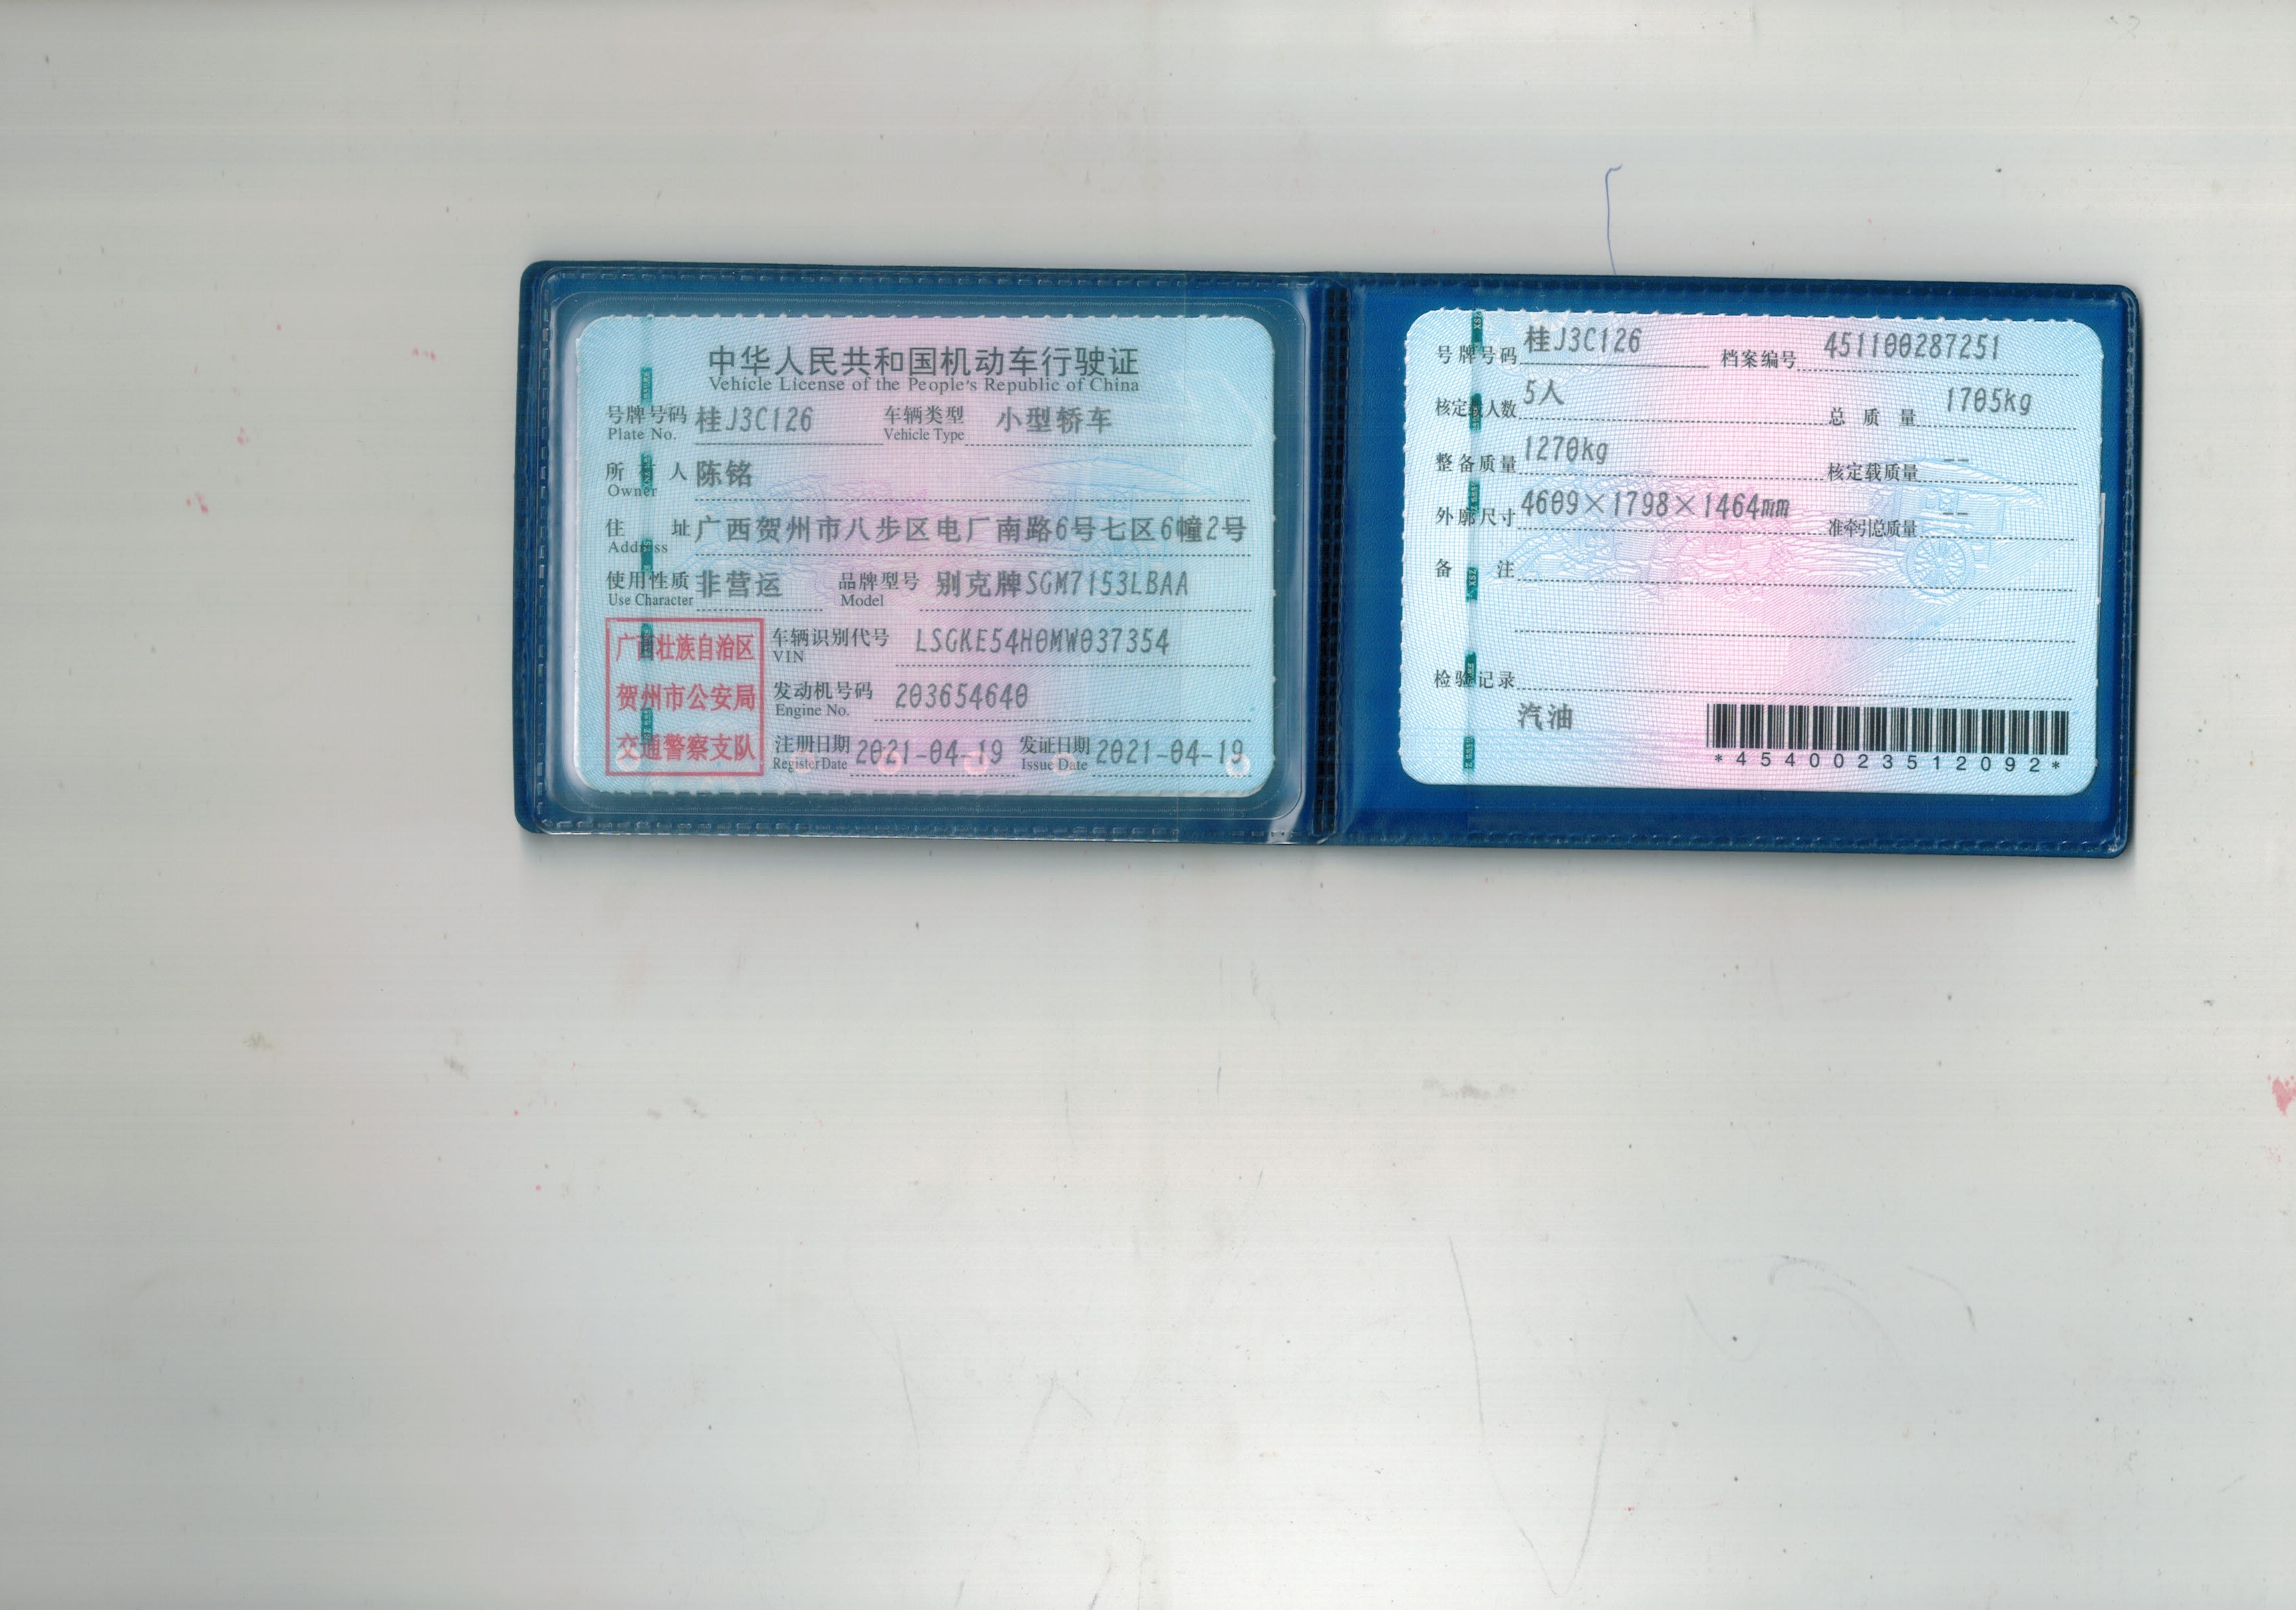 中华人民共和国机动车行驶证
Vehicle License of the People's Republic of China
号牌号码 桂J3C126 车辆类型 小型轿车
Plate No. Vehicle Type
所 人 陈铭
Owner
住 址 广西贺州市八步区电厂南路6号七区6幢2号
Address
使用性质 非营运 品牌型号 别克牌SGM7153LBAA
Use Character Model
广西壮族自治区
贺州市公安局
交通警察支队
车辆识别代号 LSGKE54H0MW037354
VIN
发动机号码 203654640
Engine No.
注册日期 2021-04-19 发证日期 2021-04-19
Register Date Issue Date
号牌号码 桂J3C126 档案编号 451100287251
核定载人数 5人 总质量 1705kg
整备质量 1270kg 核定载质量 --
外廓尺寸 4609×1798×1464mm 准牵引总质量 --
备 注
检验记录
汽油
*4540023512092*